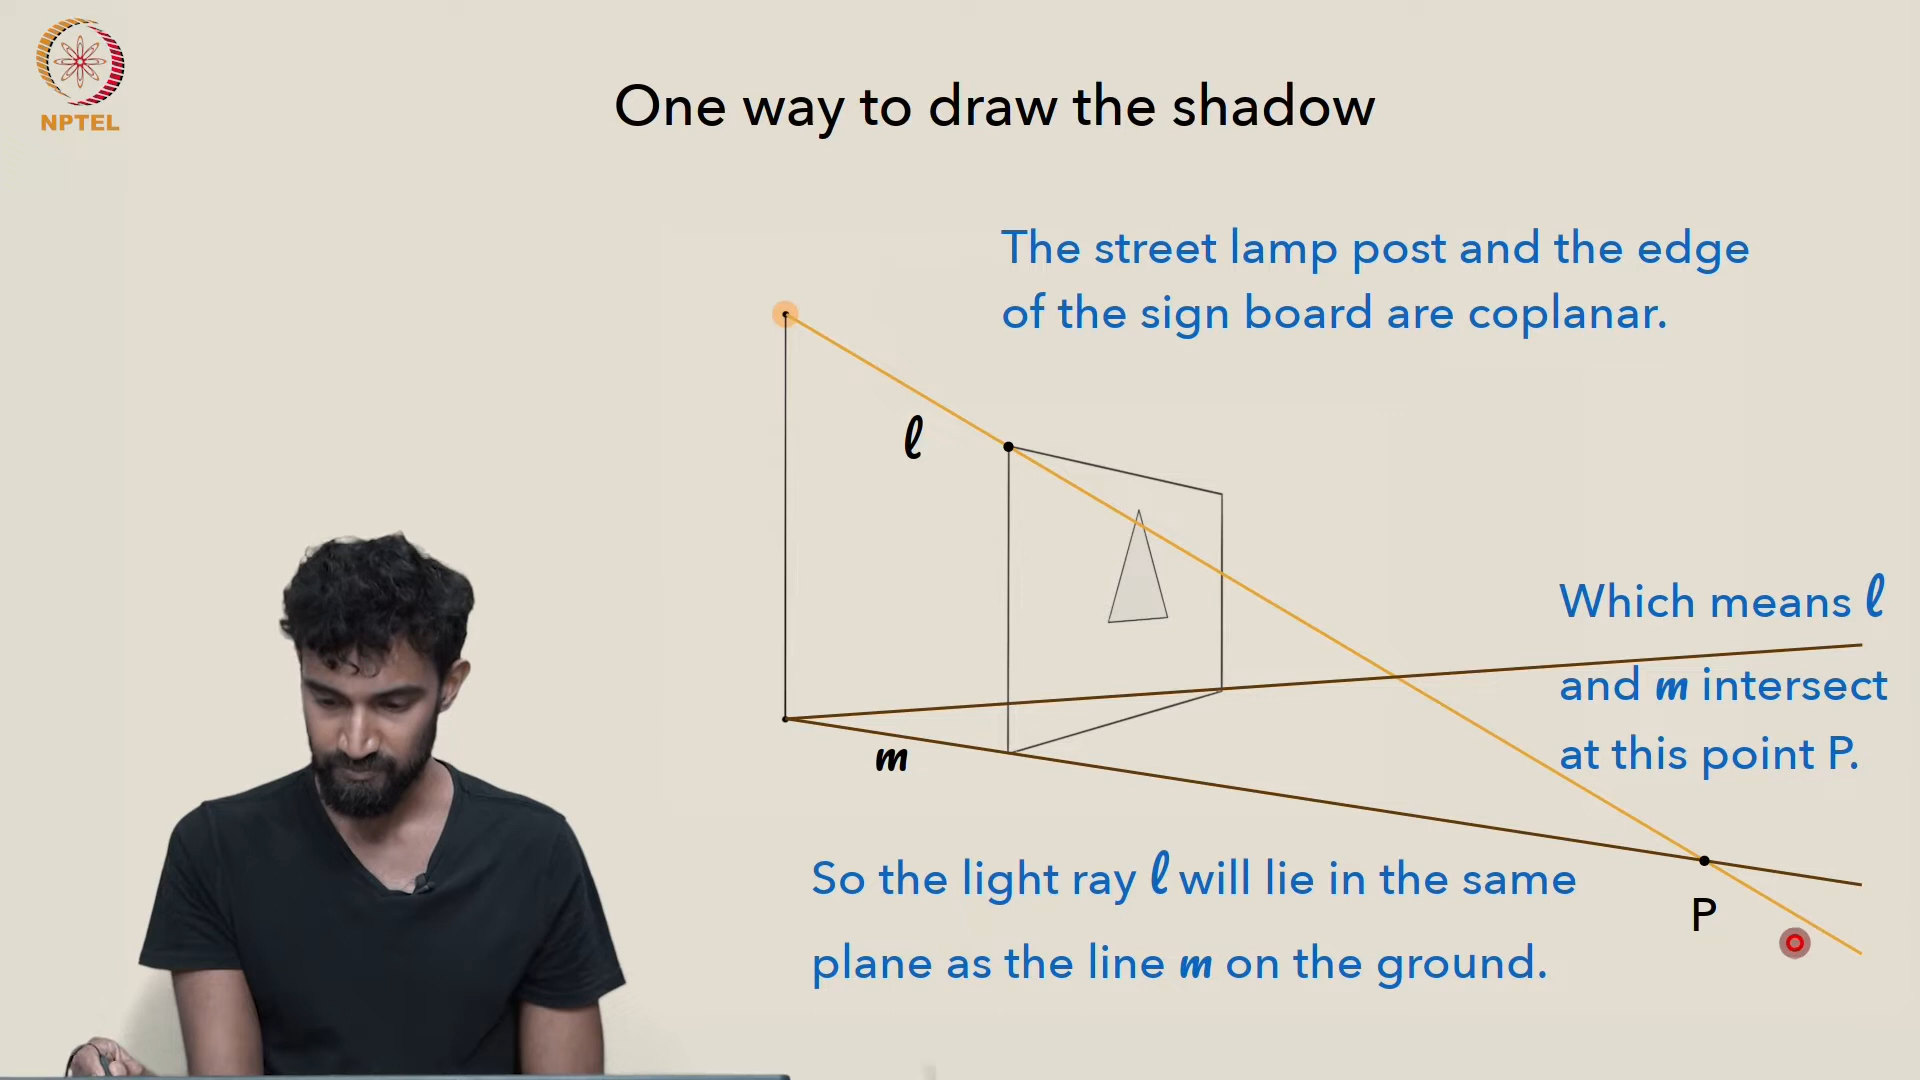 NPTEL
One way to draw the shadow
The street lamp post and the edge
of the sign board are coplanar.
ℓ
Which means ℓ
and m intersect
at this point P.
m
So the light ray ℓ will lie in the same
plane as the line m on the ground.
P